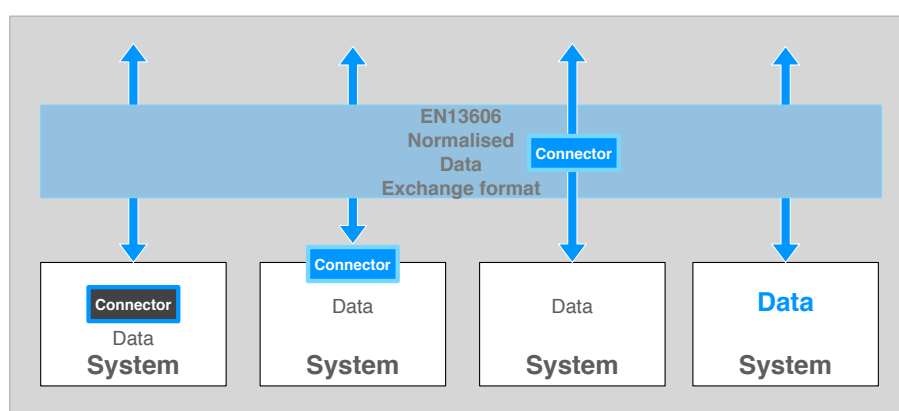 EN13606
Normalised
Data
Exchange format
Connector
Connector
Data
System
Connector
Data
System
Data
System
Data
System